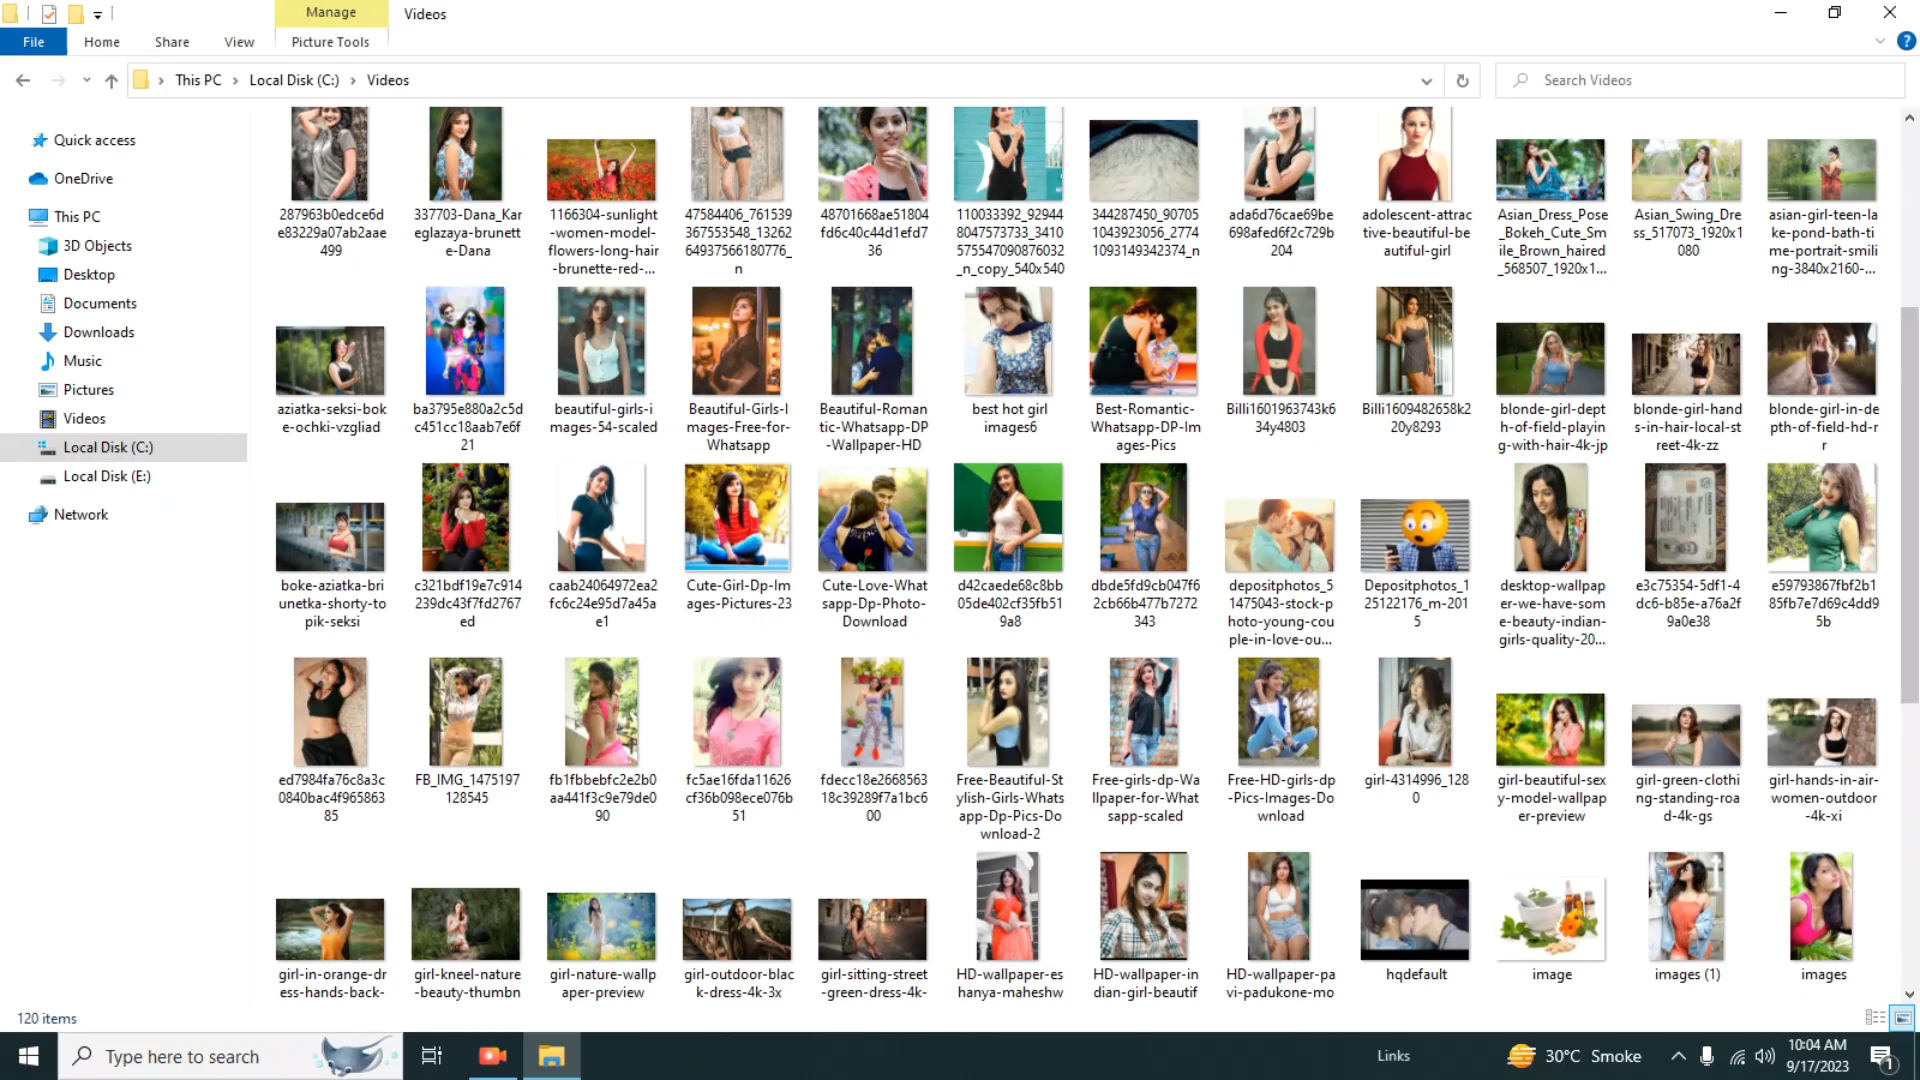 Manage
Videos
File
Home
Share
View
Picture Tools
This PC
Local Disk (C:)
Videos
Search Videos
Quick access
OneDrive
This PC
3D Objects
Desktop
Documents
Downloads
Music
Pictures
Videos
Local Disk (C:)
Local Disk (E:)
Network
287963b0edce6d
e83229a07ab2aae
499
337703-Dana_Kar
eglazaya-brunett
e-Dana
1166304-sunlight
-women-model-
flowers-long-hair
-brunette-red-...
47584406_761539
367553548_13262
64937566180776_
n
48701668ae51804
fd6c40c44d1efd7
36
110033392_92944
8047573733_3410
575547090876032
_n_copy_540x540
344287450_90705
1043923056_2774
1093149342374_n
ada6d76cae69be
698afed6f2c729b
204
adolescent-attrac
tive-beautiful-be
autiful-girl
Asian_Dress_Pose
_Bokeh_Cute_Sm
ile_Brown_haired
_568507_1920x1...
Asian_Swing_Dre
ss_517073_1920x1
080
asian-girl-teen-la
ke-pond-bath-ti
me-portrait-smili
ng-3840x2160-...
aziatka-seksi-bok
e-ochki-vzgliad
ba3795e880a2c5d
c451cc18aab7e6f
21
beautiful-girls-i
mages-54-scaled
Beautiful-Girls-I
mages-Free-for-
Whatsapp
Beautiful-Roman
tic-Whatsapp-DP
-Wallpaper-HD
best hot girl
images6
Best-Romantic-
Whatsapp-DP-Im
ages-Pics
Billi1601963743k6
34y4803
Billi1609482658k2
20y8293
blonde-girl-dept
h-of-field-playin
g-with-hair-4k-jp
blonde-girl-hand
s-in-hair-local-st
reet-4k-zz
blonde-girl-in-de
pth-of-field-hd-r
r
boke-aziatka-bri
unetka-shorty-to
pik-seksi
c321bdf19e7c914
239dc43f7fd2767
ed
caab24064972ea2
fc6c24e95d7a45a
e1
Cute-Girl-Dp-Im
ages-Pictures-23
Cute-Love-What
sapp-Dp-Photo-
Download
d42caede68c8bb
05de402cf35fb51
9a8
dbde5fd9cb047f6
2cb66b477b7272
343
depositphotos_5
1475043-stock-p
hoto-young-cou
ple-in-love-ou...
Depositphotos_1
25122176_m-201
5
desktop-wallpap
er-we-have-som
e-beauty-indian-
girls-quality-20...
e3c75354-5df1-4
dc6-b85e-a76a2f
9a0e38
e59793867fbf2b1
85fb7e7d69c4dd9
5b
ed7984fa76c8a3c
0840bac4f965863
85
FB_IMG_1475197
128545
fb1fbbebfc2e2b0
aa441f3c9e79de0
90
fc5ae16fda11626
cf36b098ece076b
51
fdecc18e2668563
18c39289f7a1bc6
00
Free-Beautiful-St
ylish-Girls-Whats
app-Dp-Pics-Do
wnload-2
Free-girls-dp-Wa
llpaper-for-What
sapp-scaled
Free-HD-girls-dp
-Pics-Images-Do
wnload
girl-4314996_128
0
girl-beautiful-sex
y-model-wallpap
er-preview
girl-green-clothi
ng-standing-roa
d-4k-gs
girl-hands-in-air-
women-outdoor
-4k-xi
girl-in-orange-dr
ess-hands-back-
girl-kneel-nature
-beauty-thumbn
girl-nature-wallp
aper-preview
girl-outdoor-blac
k-dress-4k-3x
girl-sitting-street
-green-dress-4k-
HD-wallpaper-es
hanya-maheshw
HD-wallpaper-in
dian-girl-beautif
HD-wallpaper-pa
vi-padukone-mo
hqdefault
image
images (1)
images
120 items
Type here to search
Links
30°C Smoke
10:04 AM
9/17/2023
1